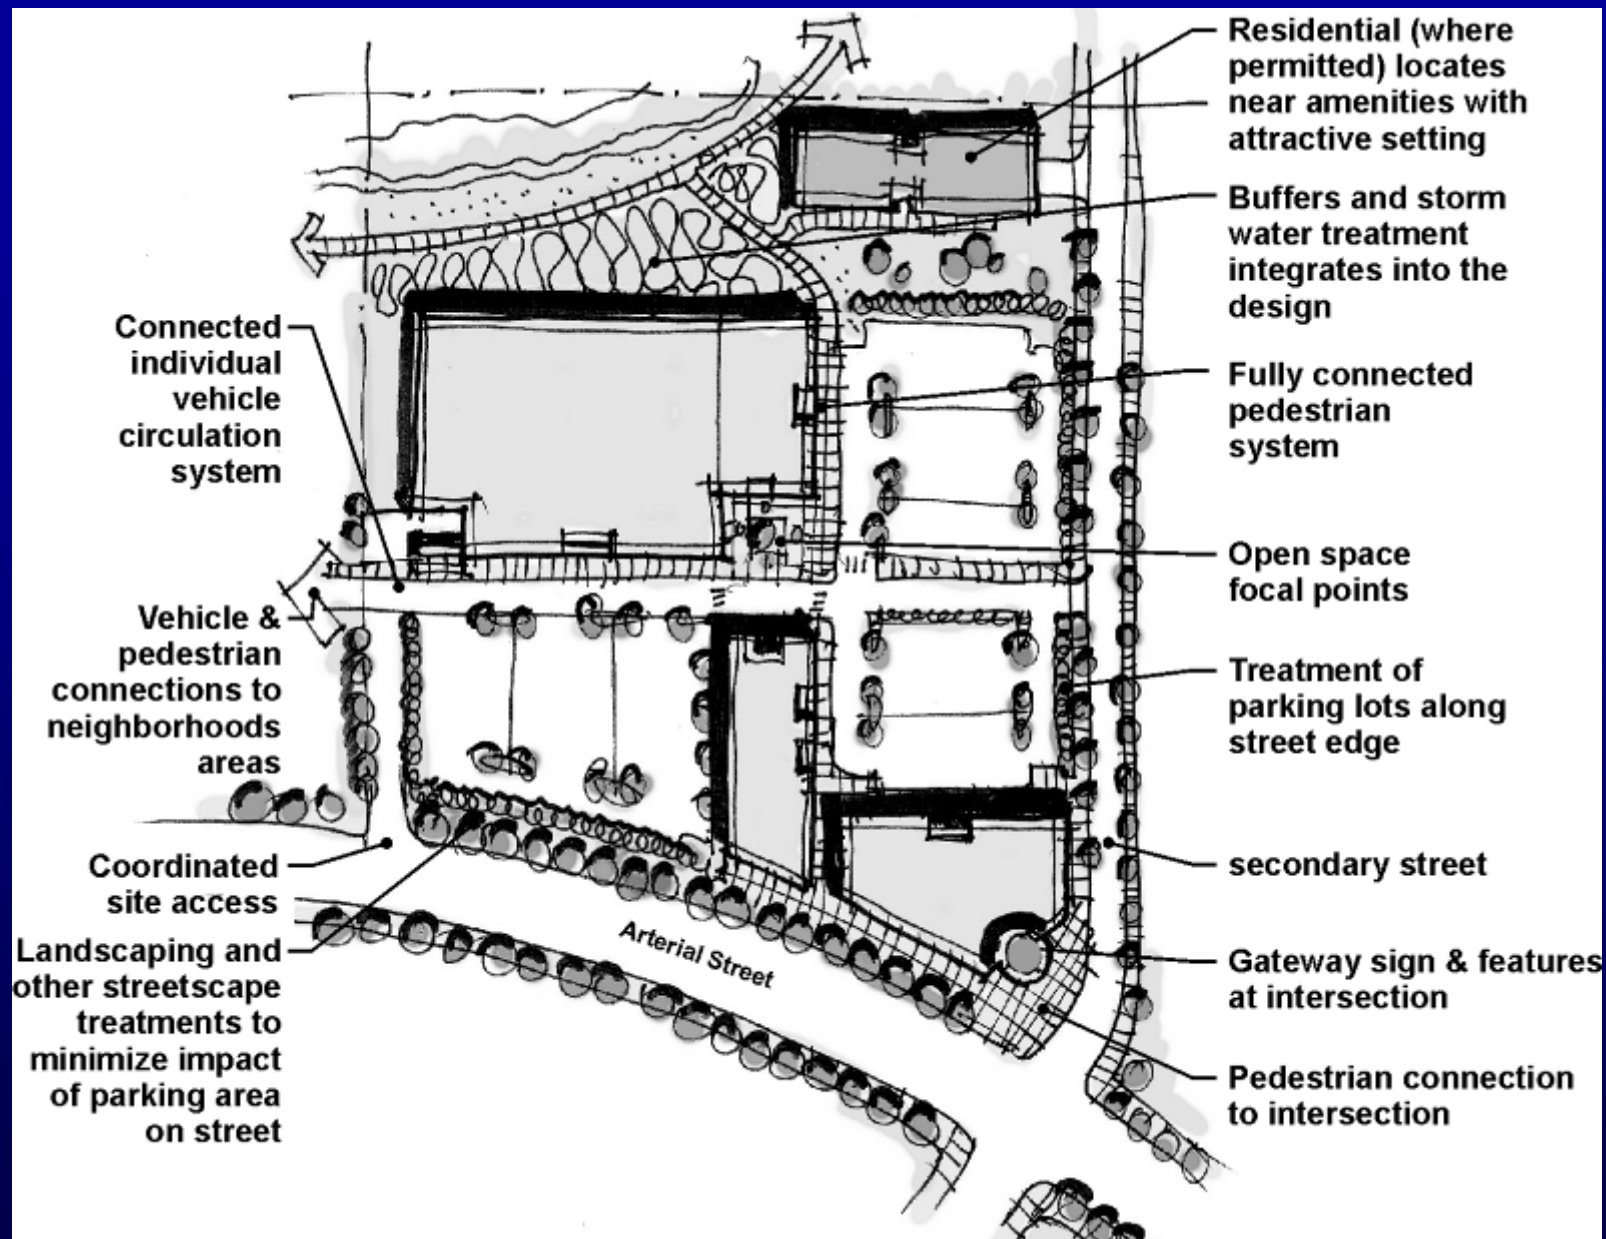 Residential (where
permitted) locates
near amenities with
attractive setting
Buffers and storm
water treatment
integrates into the
design
Fully connected
pedestrian
system
Open space
focal points
Treatment of
parking lots along
street edge
secondary street
Gateway sign & features
at intersection
Pedestrian connection
to intersection
Connected
individual
vehicle
circulation
system
Vehicle &
pedestrian
connections to
neighborhoods
areas
Coordinated
site access
Landscaping and
other streetscape
treatments to
minimize impact
of parking area
on street
Arterial Street